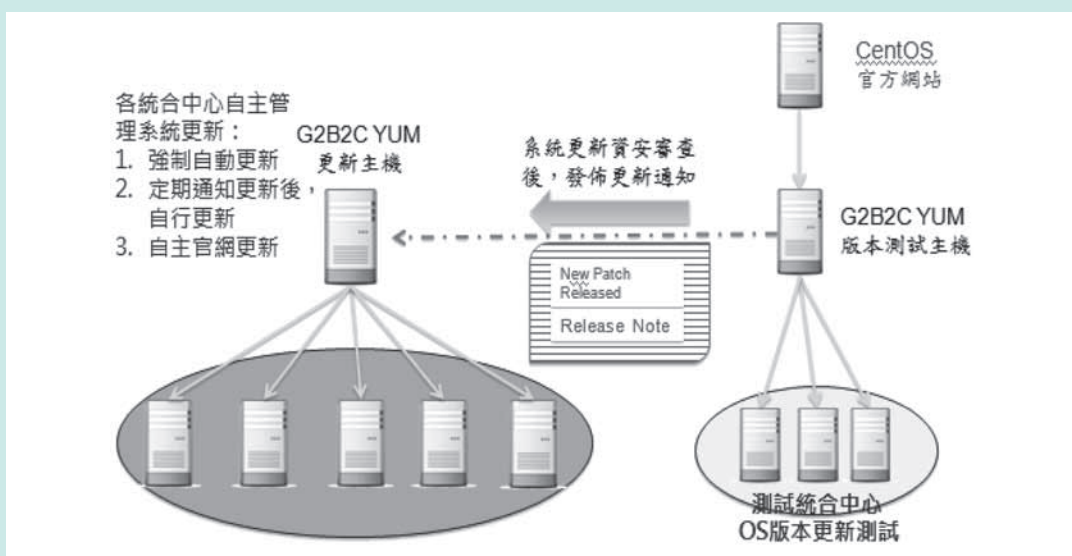 各統合中心自主管
理系統更新：
1. 強制自動更新
2. 定期通知更新後，
自行更新
3. 自主官網更新
G2B2C YUM
更新主機
系統更新資安審查
後，發佈更新通知
New Patch
Released
Release Note
CentOS
官方網站
G2B2C YUM
版本測試主機
測試統合中心
OS版本更新測試